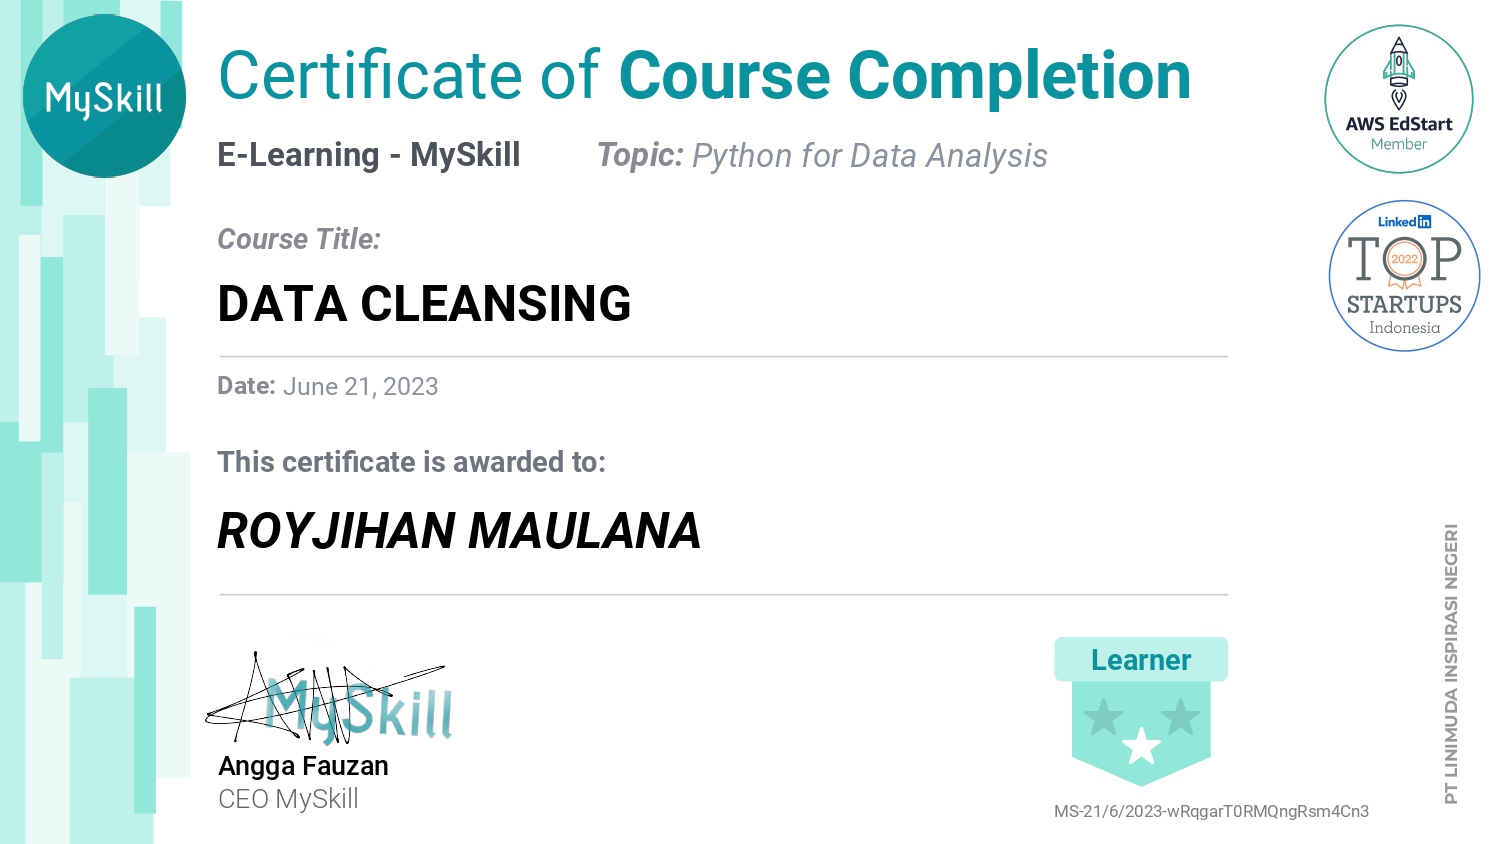 MySkill
Certificate of Course Completion
E-Learning - MySkill Topic: Python for Data Analysis
Course Title:
DATA CLEANSING
Date: June 21, 2023
This certificate is awarded to:
ROYJIHAN MAULANA
MySkill
Angga Fauzan
CEO MySkill
AWS EdStart
Member
Linked in
TOP
2022
STARTUPS
Indonesia
Learner
MS-21/6/2023-wRqgarT0RMQngRsm4Cn3
PT LINIMUDA INSPIRASI NEGERI